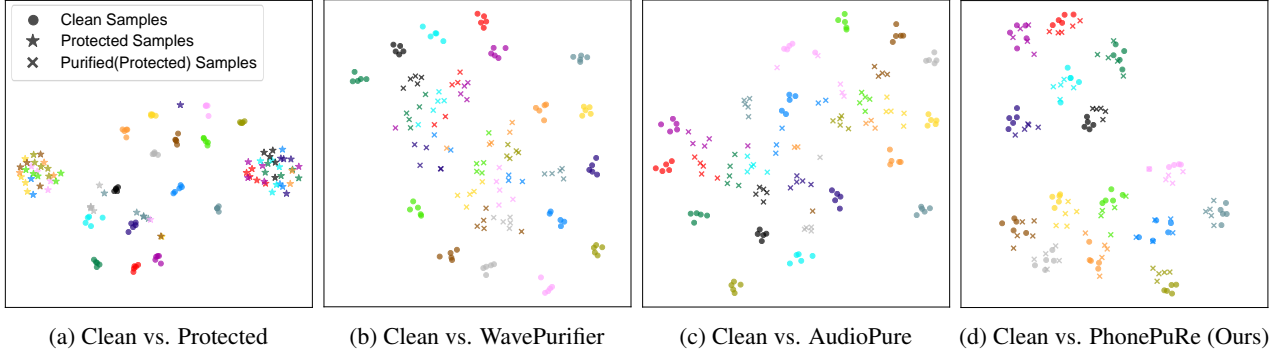 Clean Samples
Protected Samples
Purified(Protected) Samples
(a) Clean vs. Protected
(b) Clean vs. WavePurifier
(c) Clean vs. AudioPure
(d) Clean vs. PhonePuRe (Ours)